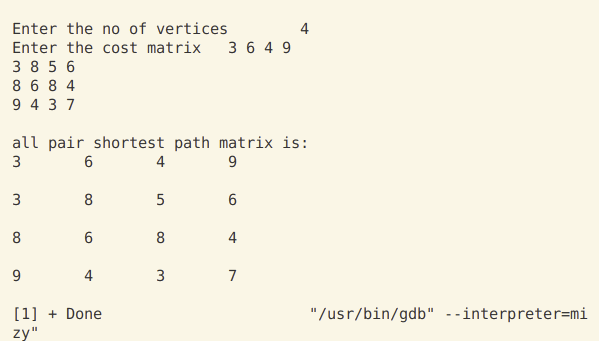 Enter the no of vertices        4
Enter the cost matrix   3 6 4 9
3 8 5 6
8 6 8 4
9 4 3 7
all pair shortest path matrix is:
3       6       4       9
3       8       5       6
8       6       8       4
9       4       3       7
[1] + Done                       "/usr/bin/gdb" --interpreter=mi
zy"